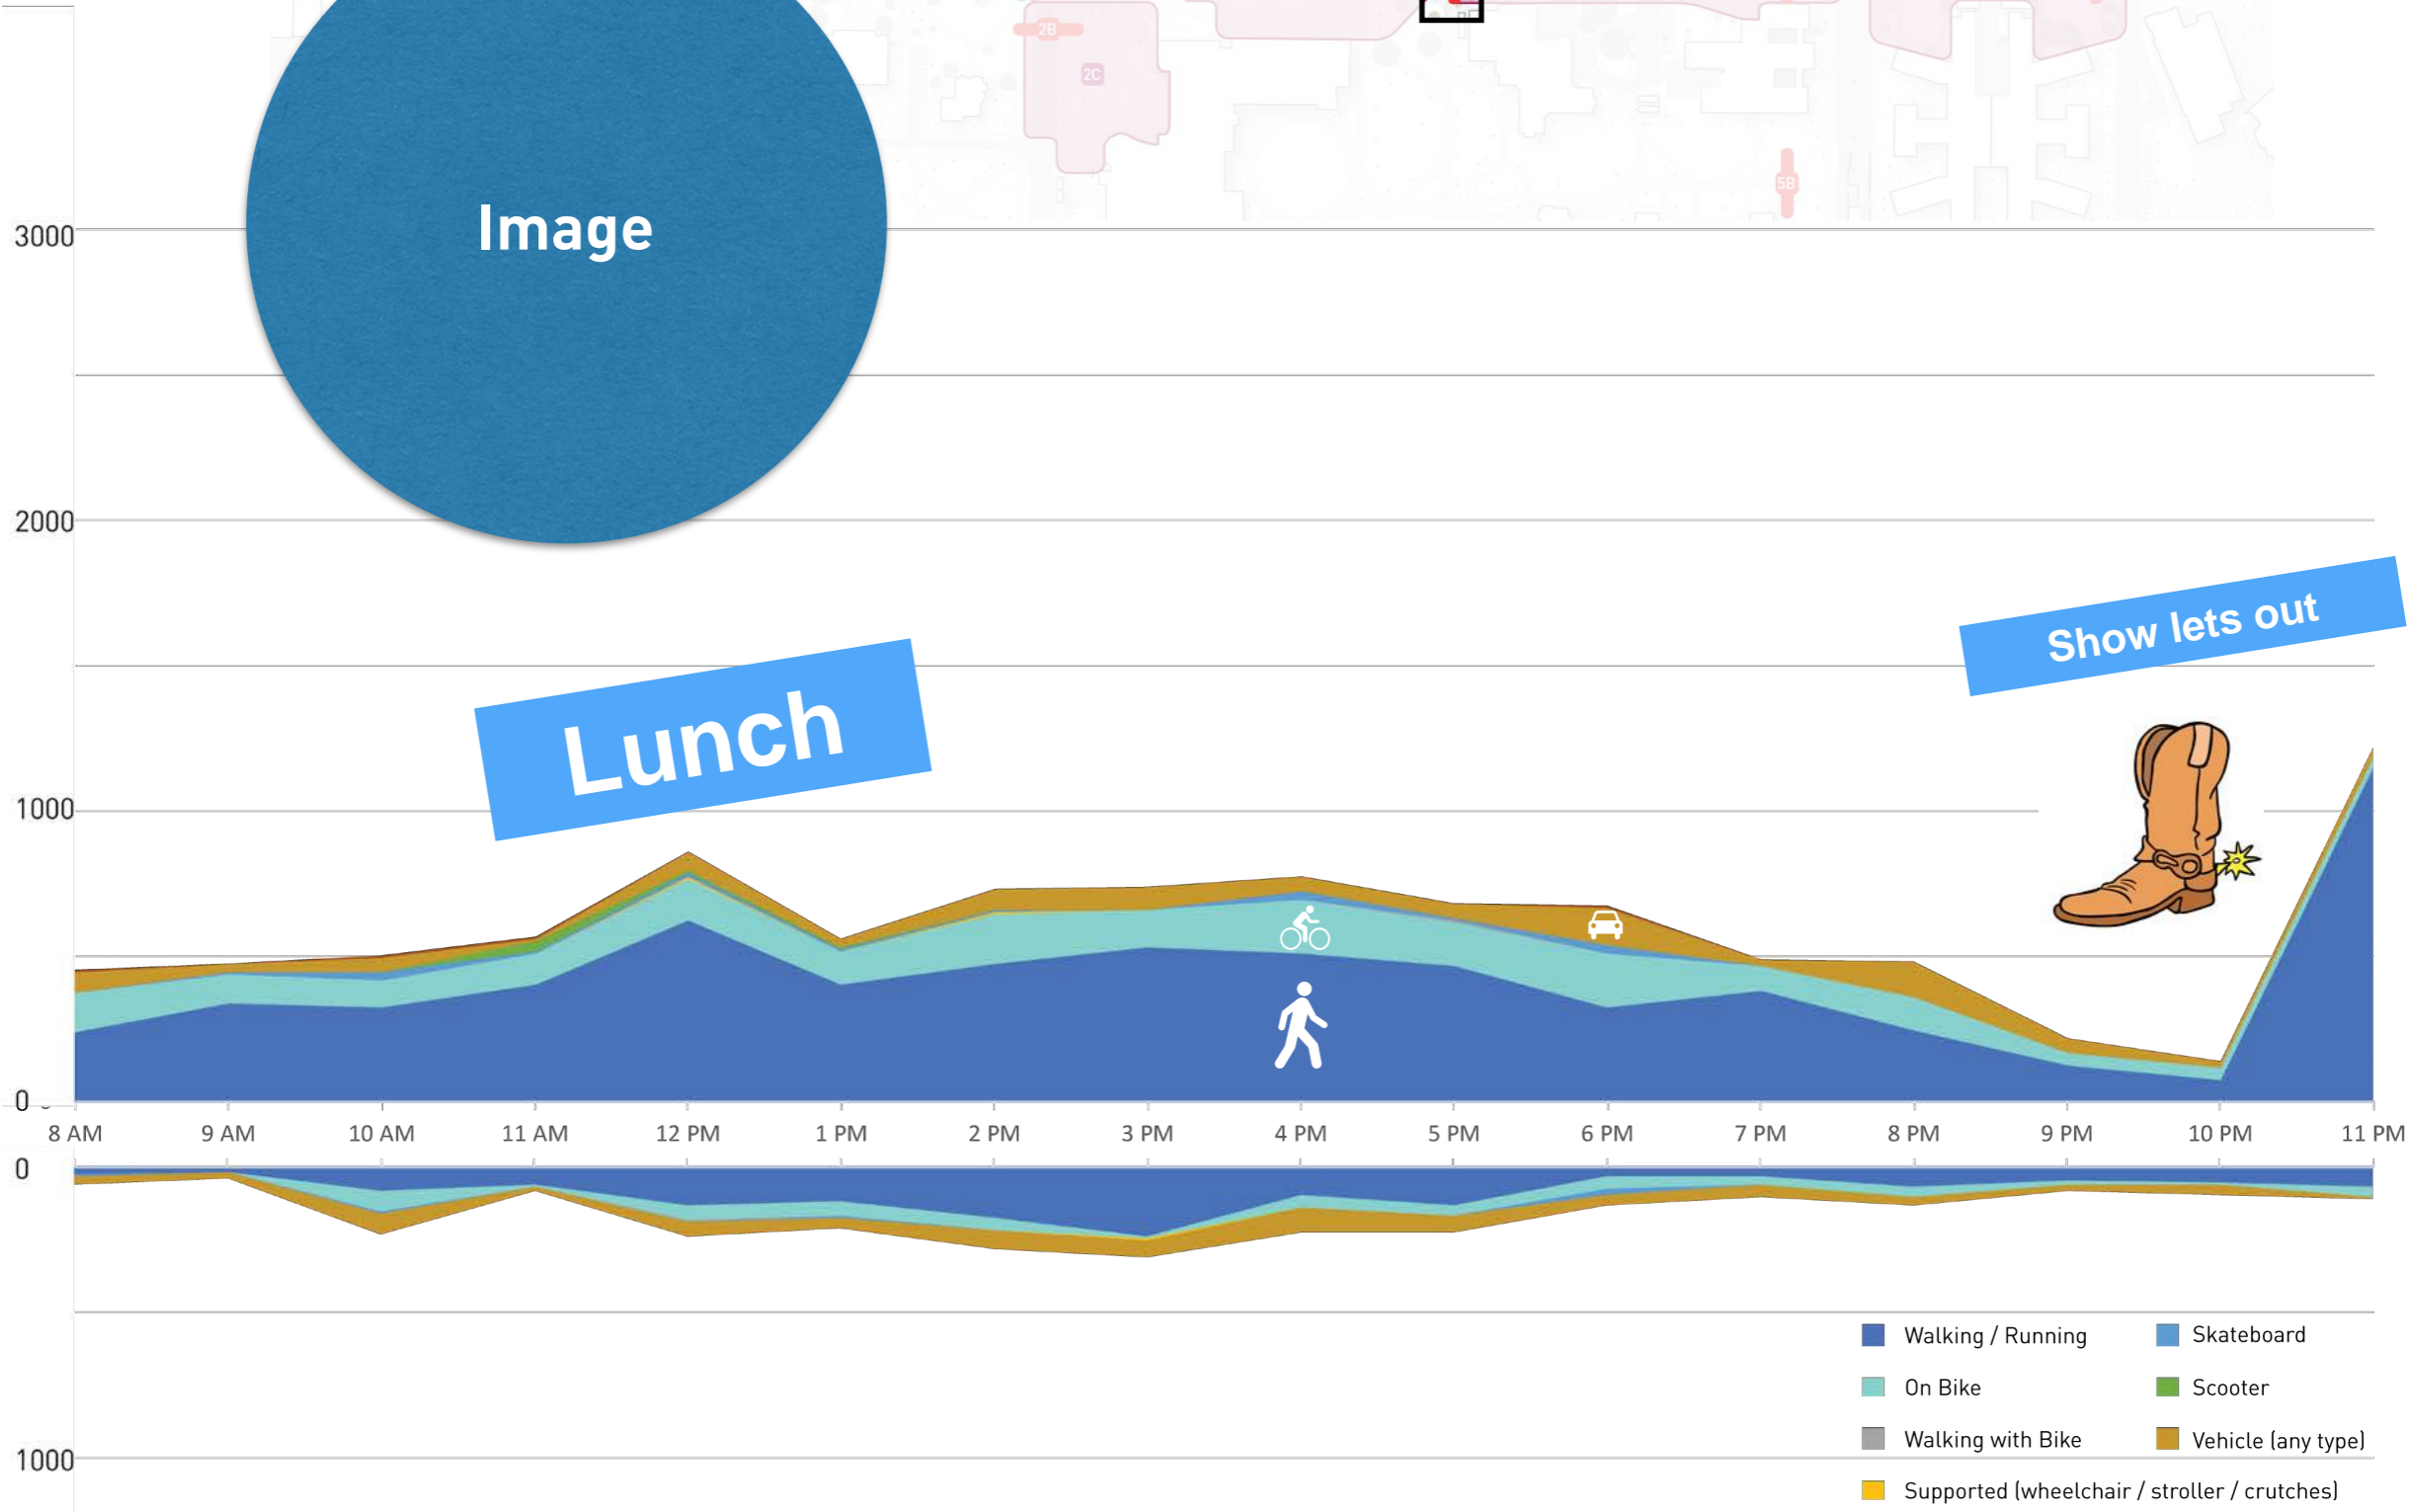 2B
2C
5B
Image
3000
2000
Show lets out
Lunch
1000
0
8 AM 9 AM 10 AM 11 AM 12 PM 1 PM 2 PM 3 PM 4 PM 5 PM 6 PM 7 PM 8 PM 9 PM 10 PM 11 PM
0
Walking / Running Skateboard
On Bike Scooter
Walking with Bike Vehicle (any type)
1000
Supported (wheelchair / stroller / crutches)